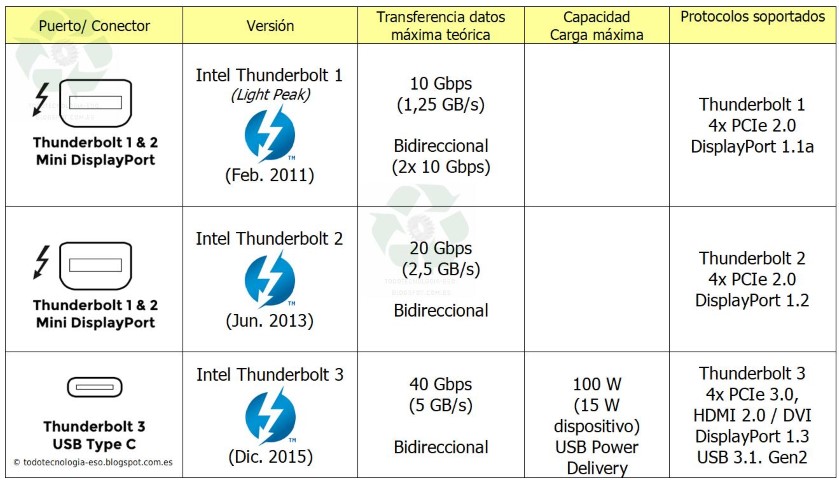 Puerto/ Conector
Versión
Transferencia datos
máxima teórica
Capacidad
Carga máxima
Protocolos soportados
Thunderbolt 1 & 2
Mini DisplayPort
Intel Thunderbolt 1
(Light Peak)
TM
(Feb. 2011)
10 Gbps
(1,25 GB/s)
Bidireccional
(2x 10 Gbps)
Thunderbolt 1
4x PCIe 2.0
DisplayPort 1.1a
Thunderbolt 1 & 2
Mini DisplayPort
Intel Thunderbolt 2
TM
(Jun. 2013)
20 Gbps
(2,5 GB/s)
Bidireccional
Thunderbolt 2
4x PCIe 2.0
DisplayPort 1.2
Thunderbolt 3
USB Type C
© todotecnologia-eso.blogspot.com.es
Intel Thunderbolt 3
TM
(Dic. 2015)
40 Gbps
(5 GB/s)
Bidireccional
100 W
(15 W
dispositivo)
USB Power
Delivery
Thunderbolt 3
4x PCIe 3.0,
HDMI 2.0 / DVI
DisplayPort 1.3
USB 3.1. Gen2